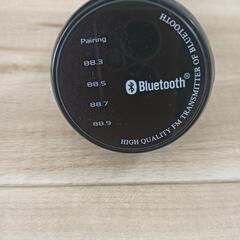 Pairing
88.3
88.5
88.7
88.9
Bluetooth®
HIGH QUALITY FM TRANSMITTER OF BLUETOOTH